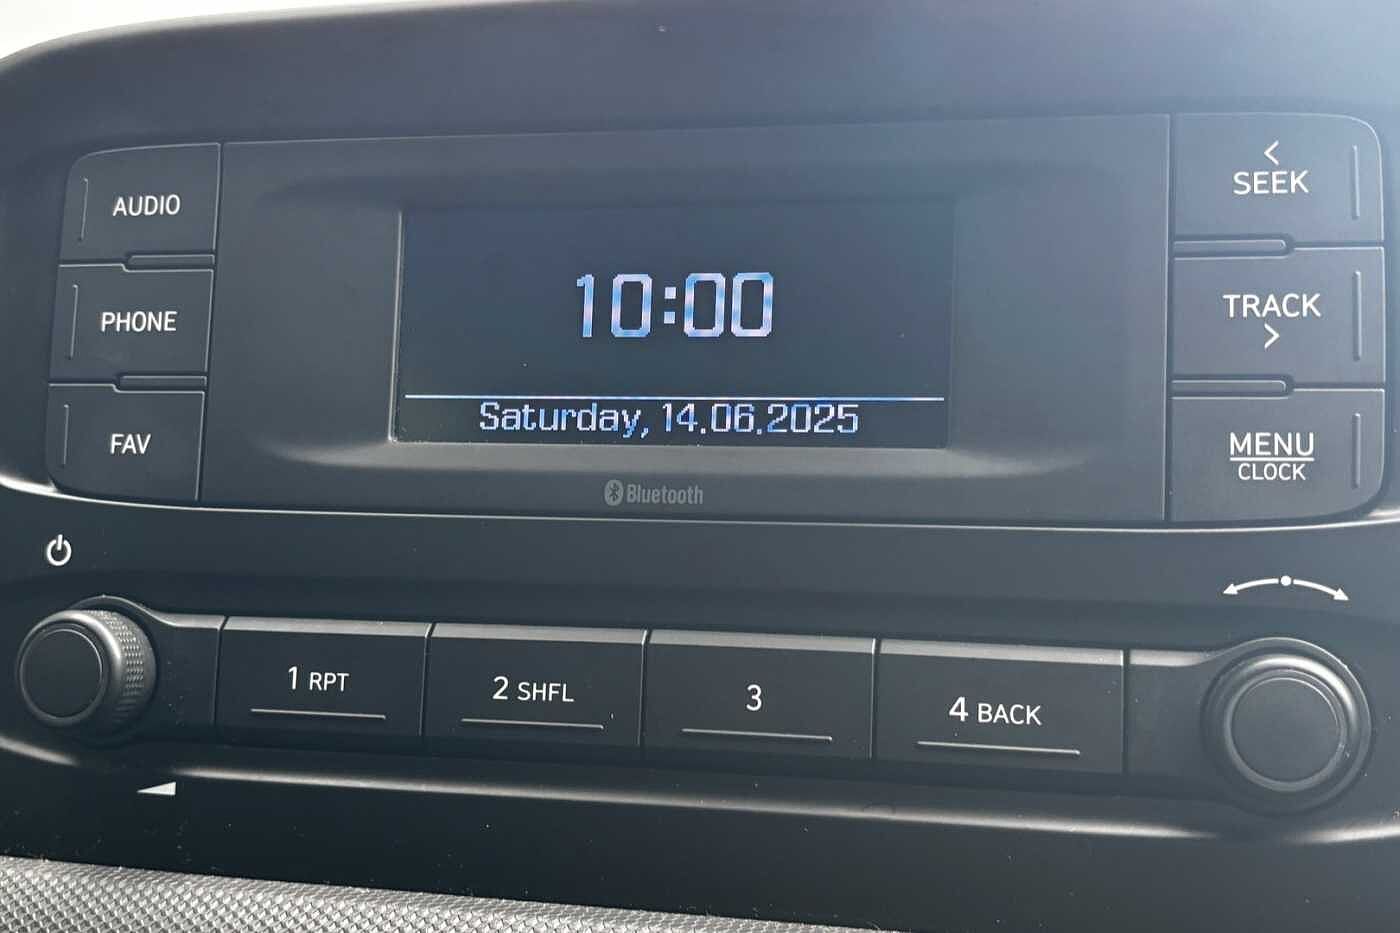 AUDIO
PHONE
FAV
10:00
Saturday, 14.06.2025
Bluetooth
<
SEEK
TRACK
>
MENU
CLOCK
1 RPT
2 SHFL
3
4 BACK